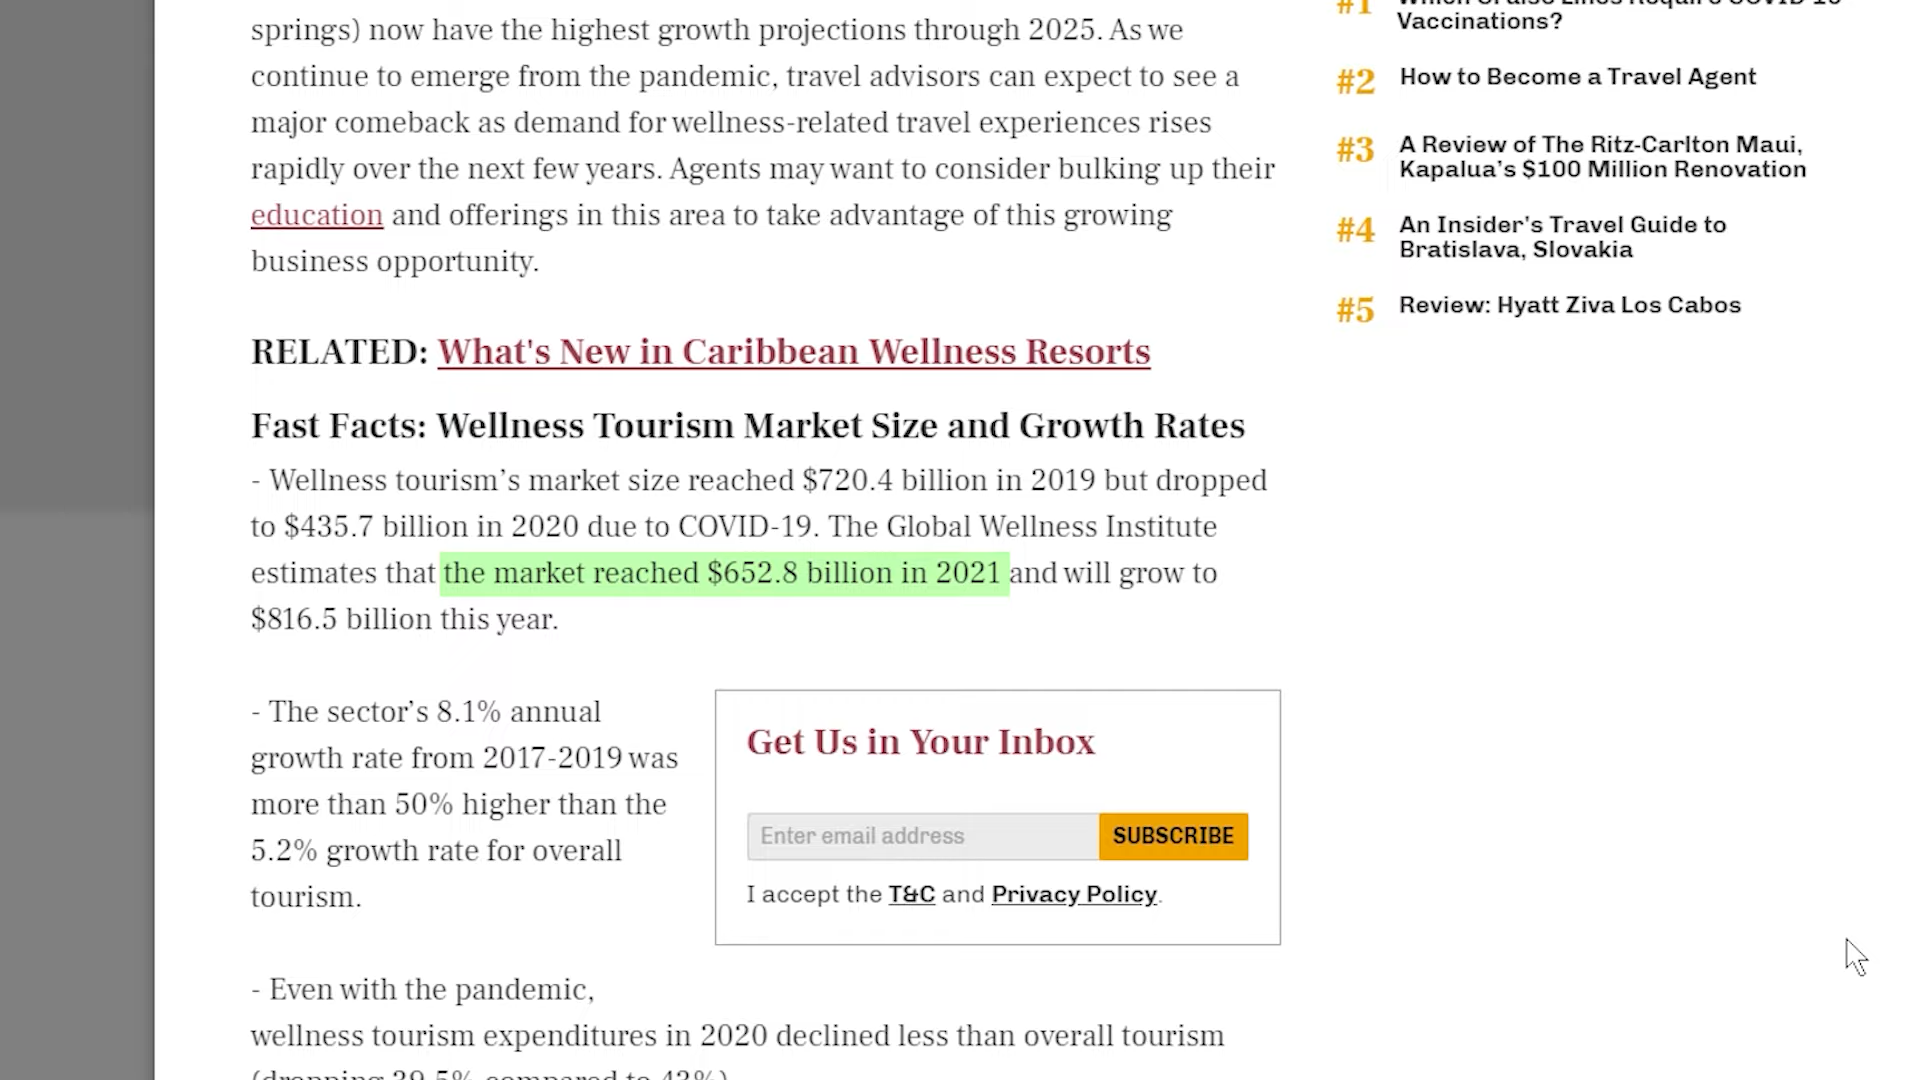 springs) now have the highest growth projections through 2025. As we
continue to emerge from the pandemic, travel advisors can expect to see a
major comeback as demand for wellness-related travel experiences rises
rapidly over the next few years. Agents may want to consider bulking up their
education and offerings in this area to take advantage of this growing
business opportunity.
RELATED: What's New in Caribbean Wellness Resorts
Fast Facts: Wellness Tourism Market Size and Growth Rates
- Wellness tourism’s market size reached $720.4 billion in 2019 but dropped
to $435.7 billion in 2020 due to COVID-19. The Global Wellness Institute
estimates that the market reached $652.8 billion in 2021 and will grow to
$816.5 billion this year.
- The sector’s 8.1% annual
growth rate from 2017-2019 was
more than 50% higher than the
5.2% growth rate for overall
tourism.
Get Us in Your Inbox
Enter email address SUBSCRIBE
I accept the T&C and Privacy Policy.
- Even with the pandemic,
wellness tourism expenditures in 2020 declined less than overall tourism
(dropping 39.5% compared to 43%)
#1 Which Cruise Lines Require COVID-19
Vaccinations?
#2 How to Become a Travel Agent
#3 A Review of The Ritz-Carlton Maui,
Kapalua’s $100 Million Renovation
#4 An Insider’s Travel Guide to
Bratislava, Slovakia
#5 Review: Hyatt Ziva Los Cabos